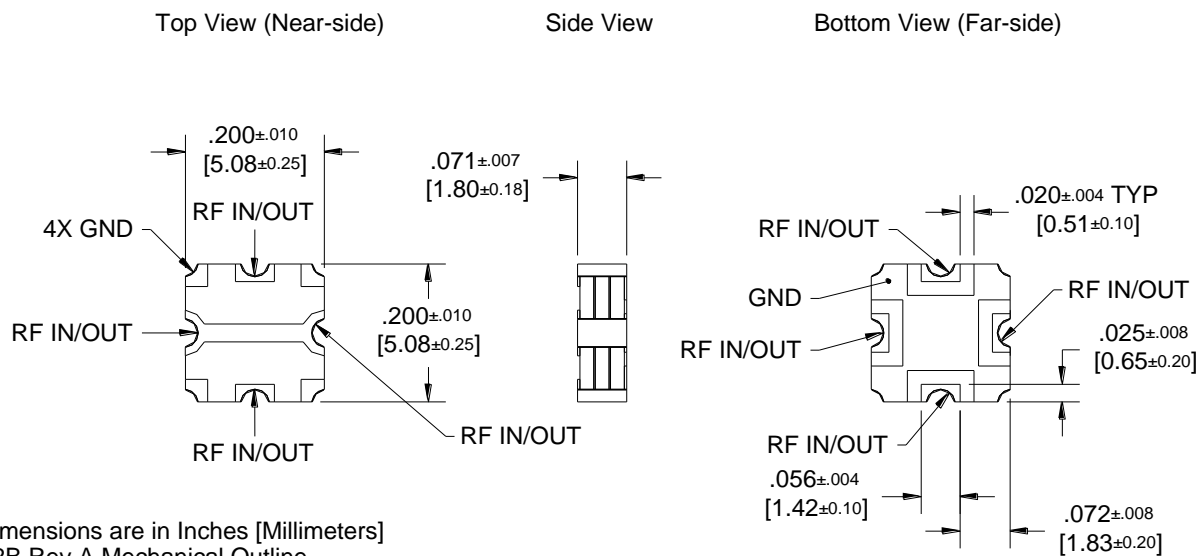 Top View (Near-side)
Side View
Bottom View (Far-side)
.200±.010
[5.08±0.25]
RF IN/OUT
4X GND
RF IN/OUT
.200±.010
[5.08±0.25]
RF IN/OUT
RF IN/OUT
.071±.007
[1.80±0.18]
.020±.004 TYP
[0.51±0.10]
RF IN/OUT
GND
RF IN/OUT
RF IN/OUT
.025±.008
[0.65±0.20]
RF IN/OUT
.056±.004
[1.42±0.10]
.072±.008
[1.83±0.20]
mensions are in Inches [Millimeters]
Rev A Mechanical Outline